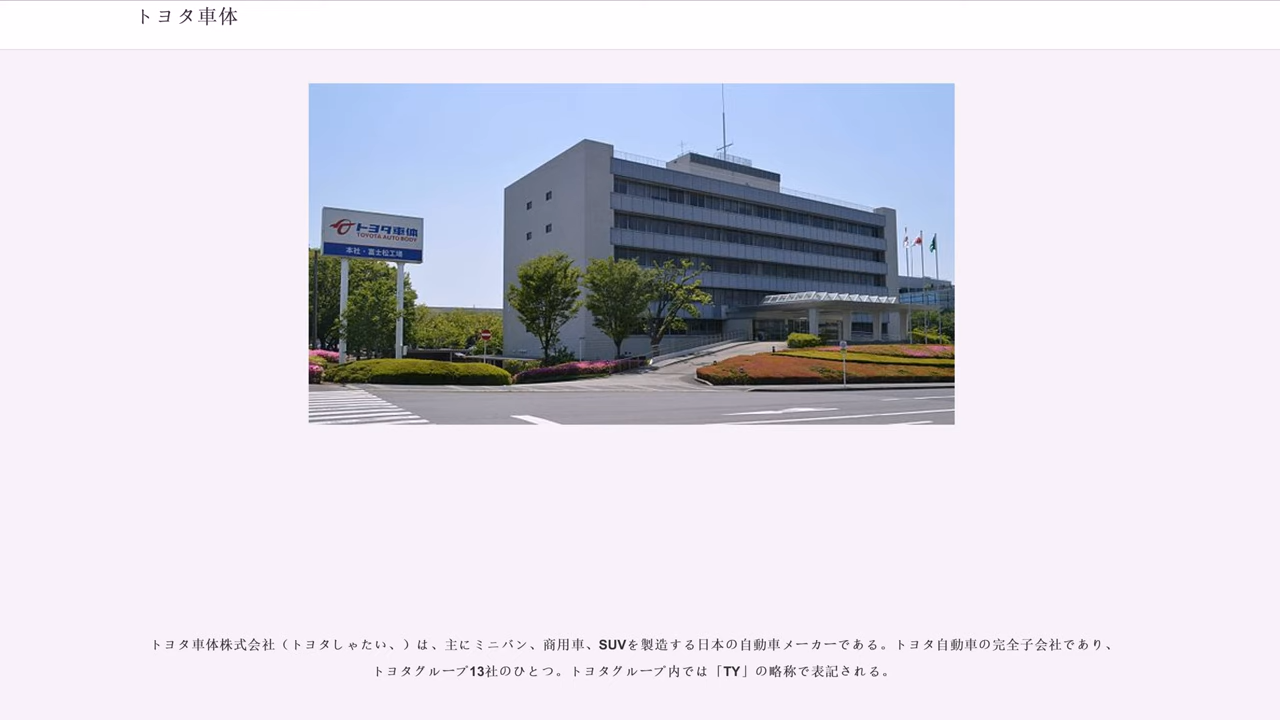 トヨタ車体
トヨタ車体
TOYOTA AUTO BODY
本社・富士松工場
トヨタ車体株式会社（トヨタしゃたい、）は、主にミニバン、商用車、SUVを製造する日本の自動車メーカーである。トヨタ自動車の完全子会社であり、
トヨタグループ13社のひとつ。トヨタグループ内では「TY」の略称で表記される。